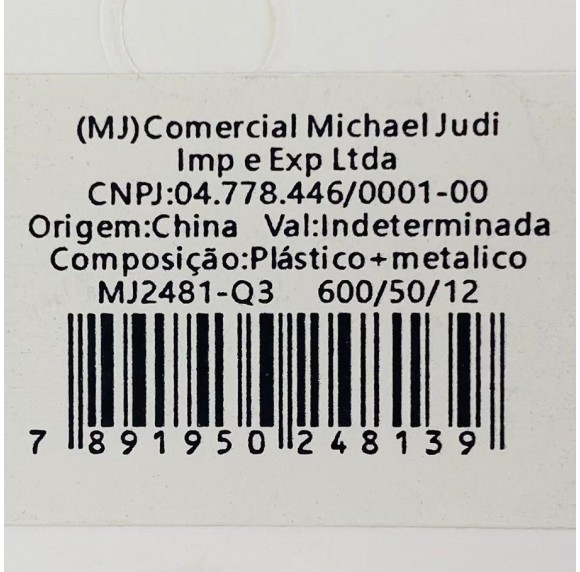 (MJ)Comercial Michael Judi
Imp e Exp Ltda
CNPJ:04.778.446/0001-00
Origem:China Val:Indeterminada
Composição:Plástico+metalico
MJ2481-Q3 600/50/12
7 891950 248139